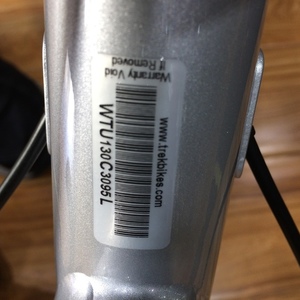 Warranty Void
If Removed
WTU130C3095L
www.trekbikes.com